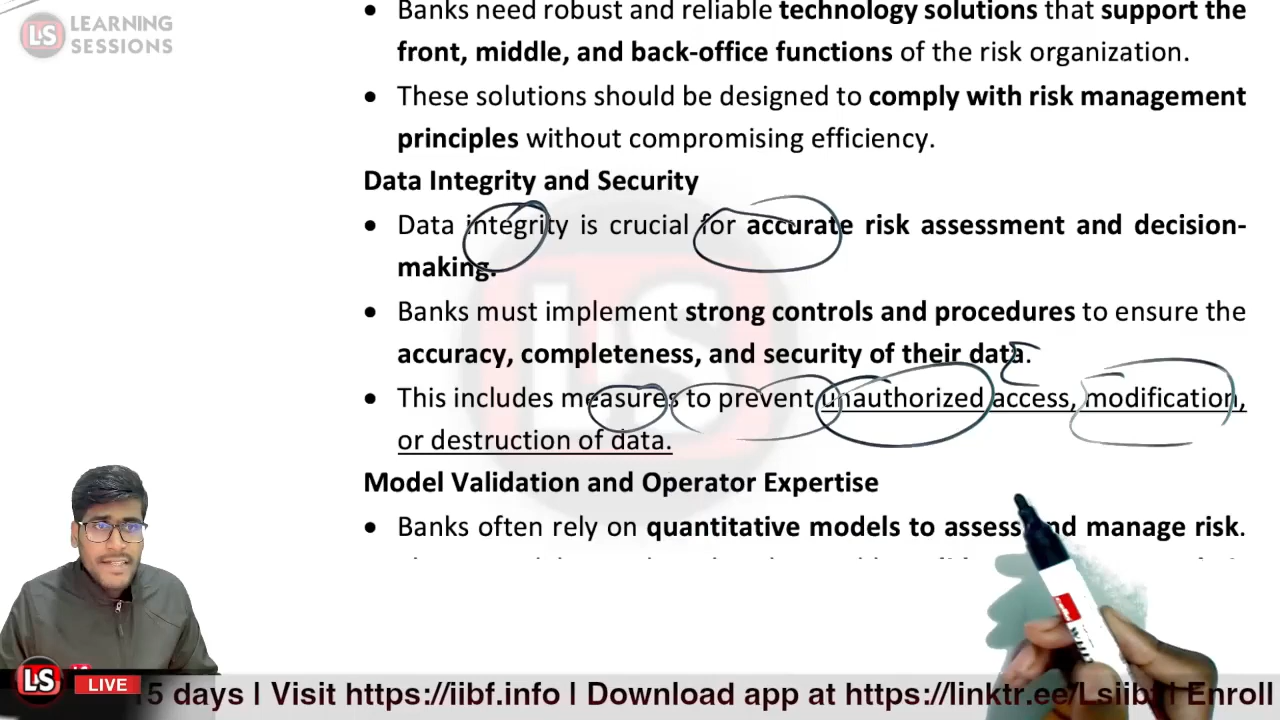 LS LEARNING
SESSIONS
• Banks need robust and reliable technology solutions that support the
front, middle, and back-office functions of the risk organization.
• These solutions should be designed to comply with risk management
principles without compromising efficiency.
Data Integrity and Security
• Data integrity is crucial for accurate risk assessment and decision-
making.
• Banks must implement strong controls and procedures to ensure the
accuracy, completeness, and security of their data.
• This includes measures to prevent unauthorized access, modification,
or destruction of data.
Model Validation and Operator Expertise
• Banks often rely on quantitative models to assess and manage risk.
LS LIVE 5 days | Visit https://iibf.info | Download app at https://linktr.ee/Lsiibf | Enroll